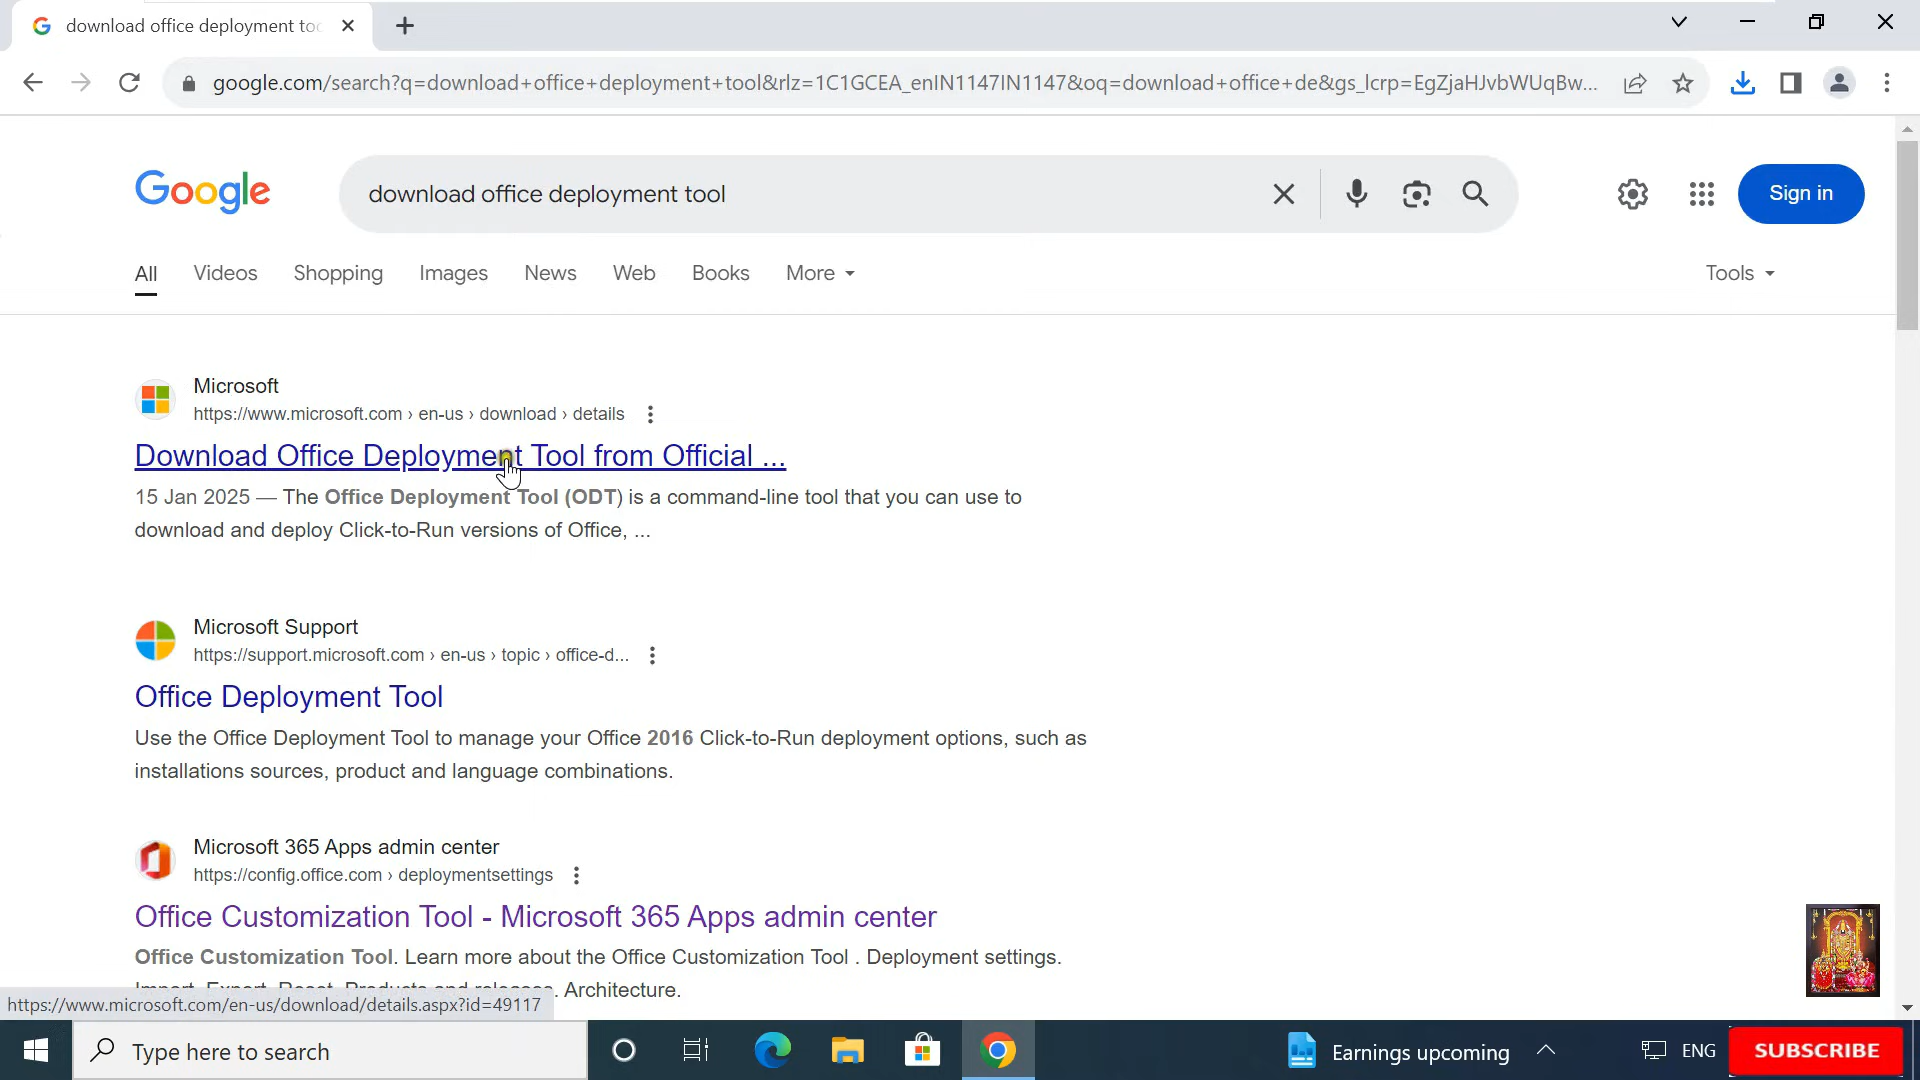 download office deployment too
google.com/search?q=download+office+deployment+tool&rlz=1C1GCEA_enIN1147IN1147&oq=download+office+de&gs_lcrp=EgZjaHJvbWUqBw...
Google
download office deployment tool
Sign in
All
Videos
Shopping
Images
News
Web
Books
More
Tools
Microsoft
https://www.microsoft.com › en-us › download › details
Download Office Deployment Tool from Official ...
15 Jan 2025 — The Office Deployment Tool (ODT) is a command-line tool that you can use to
download and deploy Click-to-Run versions of Office, ...
Microsoft Support
https://support.microsoft.com › en-us › topic › office-d...
Office Deployment Tool
Use the Office Deployment Tool to manage your Office 2016 Click-to-Run deployment options, such as
installations sources, product and language combinations.
Microsoft 365 Apps admin center
https://config.office.com › deploymentsettings
Office Customization Tool - Microsoft 365 Apps admin center
Office Customization Tool. Learn more about the Office Customization Tool . Deployment settings.
Import. Export. Reset. Products and releases. Architecture.
https://www.microsoft.com/en-us/download/details.aspx?id=49117
Type here to search
Earnings upcoming
ENG
SUBSCRIBE